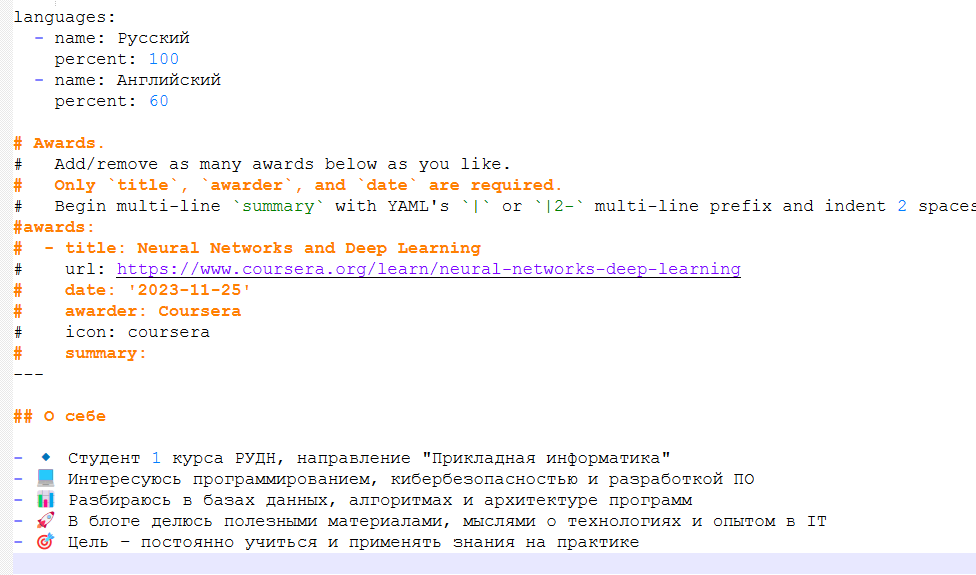 languages:
  - name: Русский
    percent: 100
  - name: Английский
    percent: 60

# Awards.
#   Add/remove as many awards below as you like.
#   Only `title`, `awarder`, and `date` are required.
#   Begin multi-line `summary` with YAML's `|` or `|2-` multi-line prefix and indent 2 spaces
#awards:
#  - title: Neural Networks and Deep Learning
#    url: https://www.coursera.org/learn/neural-networks-deep-learning
#    date: '2023-11-25'
#    awarder: Coursera
#    icon: coursera
#    summary:
---

## О себе

- 🔹 Студент 1 курса РУДН, направление "Прикладная информатика"
- 💻 Интересуюсь программированием, кибербезопасностью и разработкой ПО
- 📊 Разбираюсь в базах данных, алгоритмах и архитектуре программ
- 🚀 В блоге делюсь полезными материалами, мыслями о технологиях и опытом в IT
- 🎯 Цель – постоянно учиться и применять знания на практике